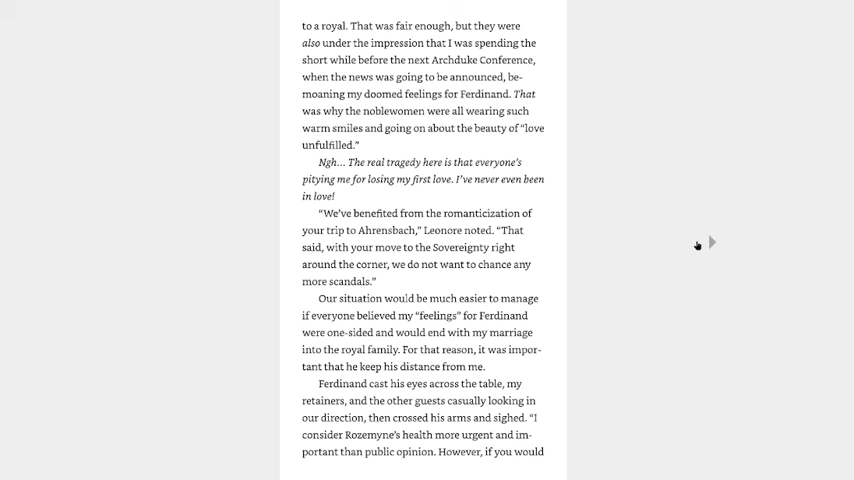 to a royal. That was fair enough, but they were
also under the impression that I was spending the
short while before the next Archduke Conference,
when the news was going to be announced, be-
moaning my doomed feelings for Ferdinand. That
was why the noblewomen were all wearing such
warm smiles and going on about the beauty of “love
unfulfilled.”
Ngh... The real tragedy here is that everyone’s
pitying me for losing my first love. I’ve never even been
in love!
“We’ve benefited from the romanticization of
your trip to Ahrensbach,” Leonore noted. “That
said, with your move to the Sovereignty right
around the corner, we do not want to chance any
more scandals.”
Our situation would be much easier to manage
if everyone believed my “feelings” for Ferdinand
were one-sided and would end with my marriage
into the royal family. For that reason, it was impor-
tant that he keep his distance from me.
Ferdinand cast his eyes across the table, my
retainers, and the other guests casually looking in
our direction, then crossed his arms and sighed. “I
consider Rozemyne’s health more urgent and im-
portant than public opinion. However, if you would